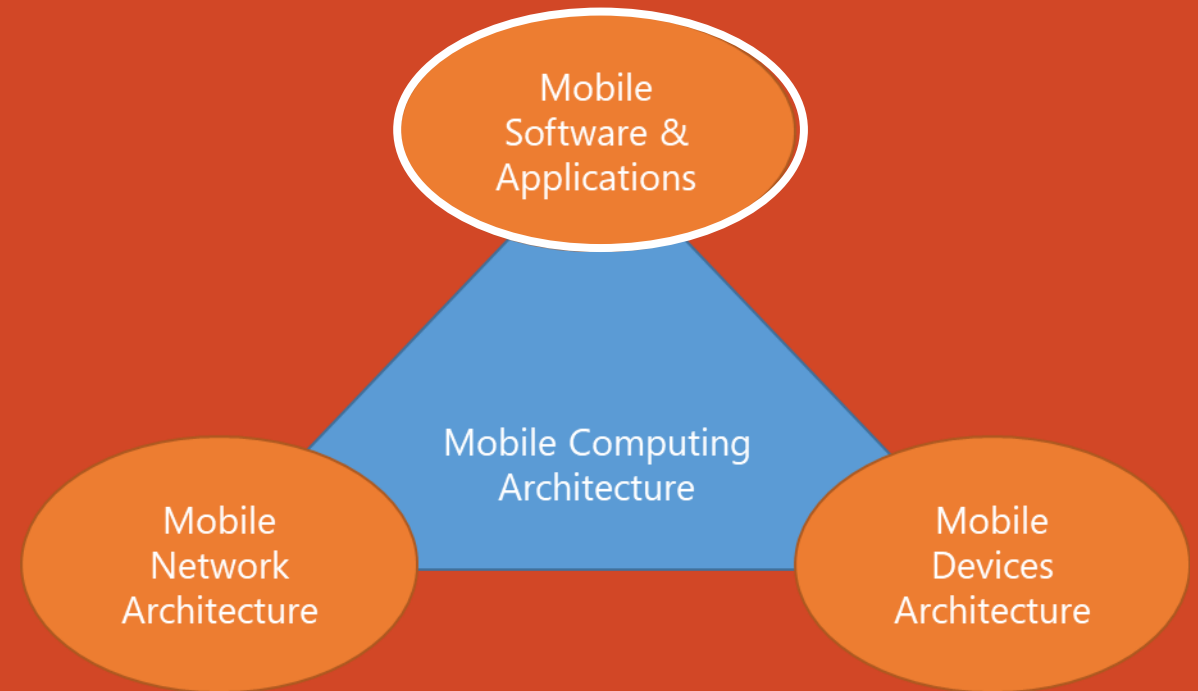 Mobile
Software &
Applications
Mobile Computing
Architecture
Mobile
Network
Architecture
Mobile
Devices
Architecture